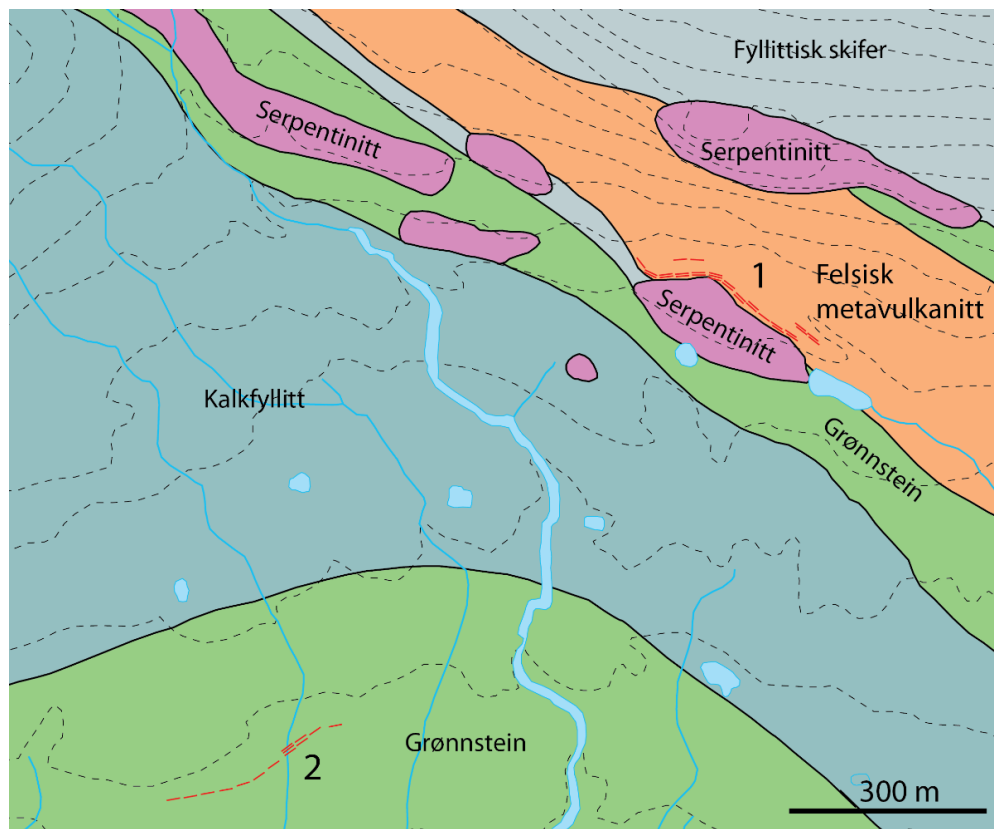 Fyllittisk skifer
Serpentinitt
Serpentinitt
1
Felsisk
metavulkanitt
Serpentinitt
Kalkfyllitt
Grønnstein
Grønnstein
2
300 m